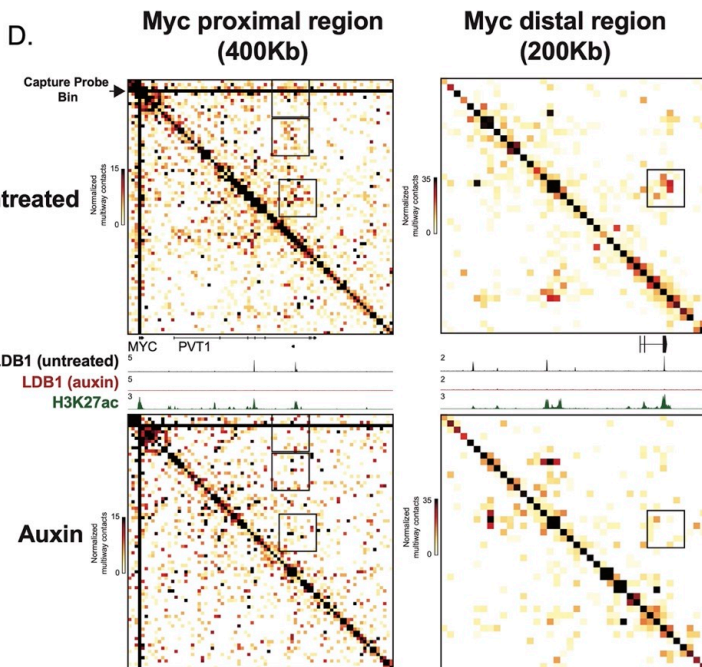 D.
Myc proximal region
(400Kb)
Myc distal region
(200Kb)
Capture Probe
Bin
15
Normalized
multiway contacts
0
35
Normalized
multiway contacts
0
ntreated
MYC PVT1
LDB1 (untreated)
5
2
LDB1 (auxin)
5
2
H3K27ac
3
3
Auxin
15
Normalized
multiway contacts
0
35
Normalized
multiway contacts
0